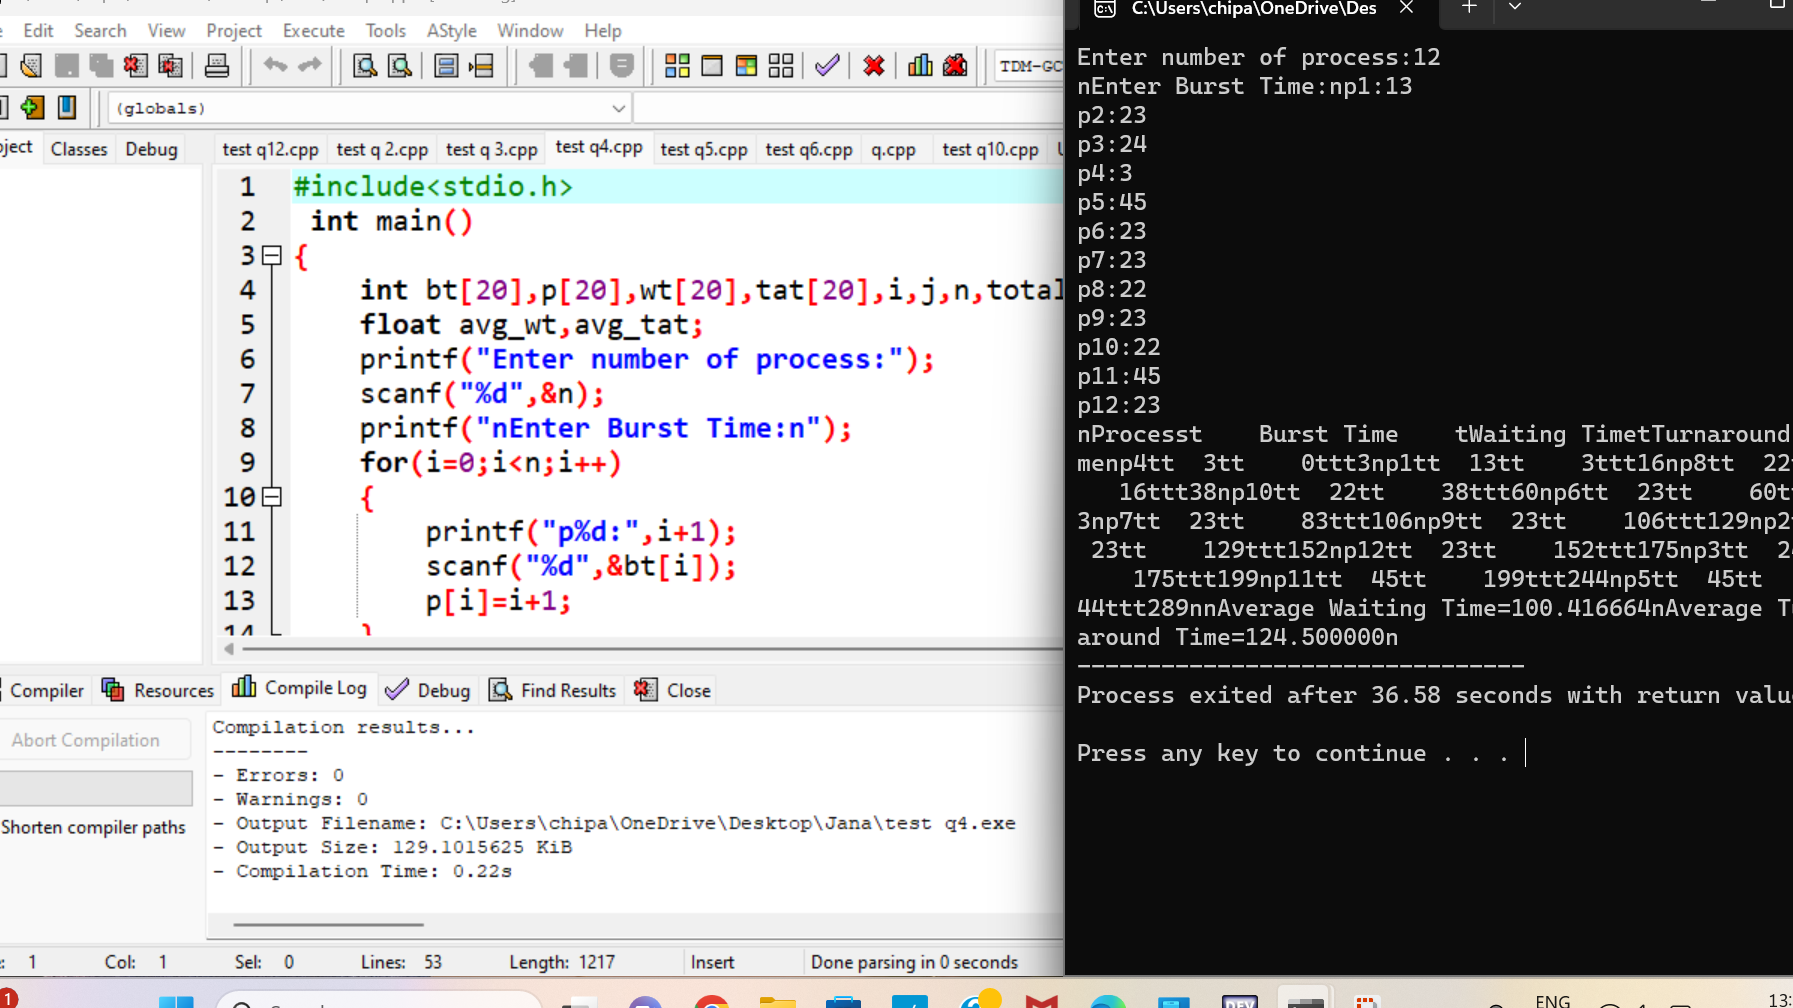 Edit Search View Project Execute Tools AStyle Window Help
TDM-GC
(globals)
Classes Debug
test q12.cpp test q 2.cpp test q 3.cpp test q4.cpp test q5.cpp test q6.cpp q.cpp test q10.cpp
1 #include<stdio.h>
2 int main()
3 {
4 int bt[20],p[20],wt[20],tat[20],i,j,n,total
5 float avg_wt,avg_tat;
6 printf("Enter number of process:");
7 scanf("%d",&n);
8 printf("nEnter Burst Time:n");
9 for(i=0;i<n;i++)
10 {
11 printf("p%d:",i+1);
12 scanf("%d",&bt[i]);
13 p[i]=i+1;
14 }
Compiler Resources Compile Log Debug Find Results Close
Abort Compilation
Shorten compiler paths
Compilation results...
--------
- Errors: 0
- Warnings: 0
- Output Filename: C:\Users\chipa\OneDrive\Desktop\Jana\test q4.exe
- Output Size: 129.1015625 KiB
- Compilation Time: 0.22s
1 Col: 1 Sel: 0 Lines: 53 Length: 1217 Insert Done parsing in 0 seconds
C:\Users\chipa\OneDrive\Des
Enter number of process:12
nEnter Burst Time:np1:13
p2:23
p3:24
p4:3
p5:45
p6:23
p7:23
p8:22
p9:23
p10:22
p11:45
p12:23
nProcesst    Burst Time    tWaiting TimetTurnaround
menp4tt  3tt    0ttt3np1tt  13tt    3ttt16np8tt  22
16ttt38np10tt  22tt    38ttt60np6tt  23tt    60t
3np7tt  23tt    83ttt106np9tt  23tt    106ttt129np2
23tt    129ttt152np12tt  23tt    152ttt175np3tt  2
175ttt199np11tt  45tt    199ttt244np5tt  45tt
44ttt289nnAverage Waiting Time=100.416664nAverage T
around Time=124.500000n
--------------------------------
Process exited after 36.58 seconds with return valu
Press any key to continue . . .
1
DEV
ENG
13: